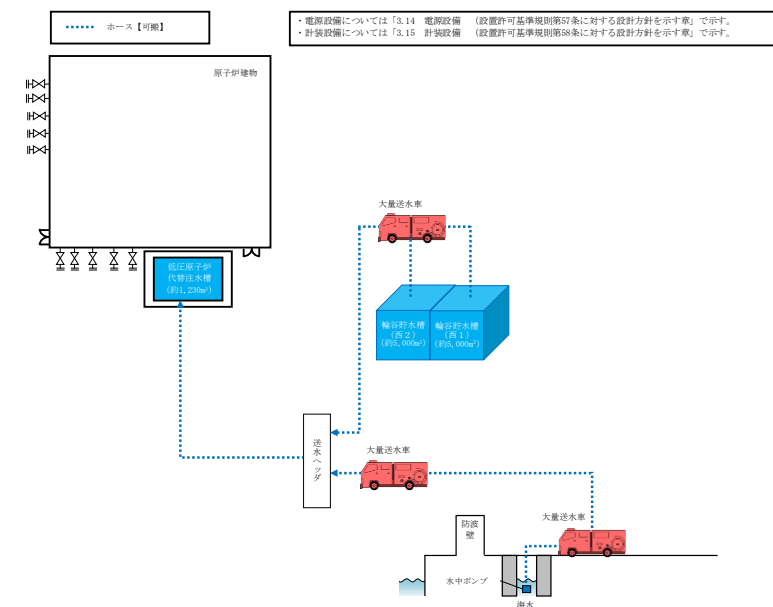 ホース【可搬】
・電源設備については「3.14 電源設備 （設置許可基準規則第57条に対する設計方針を示す章」で示す。
・計装設備については「3.15 計装設備 （設置許可基準規則第58条に対する設計方針を示す章」で示す。
原子炉建物
大量送水車
低圧原子炉
代替注水槽
(約1,230m³)
輪谷貯水槽
(西2)
(約5,000m³)
輪谷貯水槽
(西1)
(約5,000m³)
送水ヘッダ
大量送水車
大量送水車
防波
壁
水中ポンプ
海水